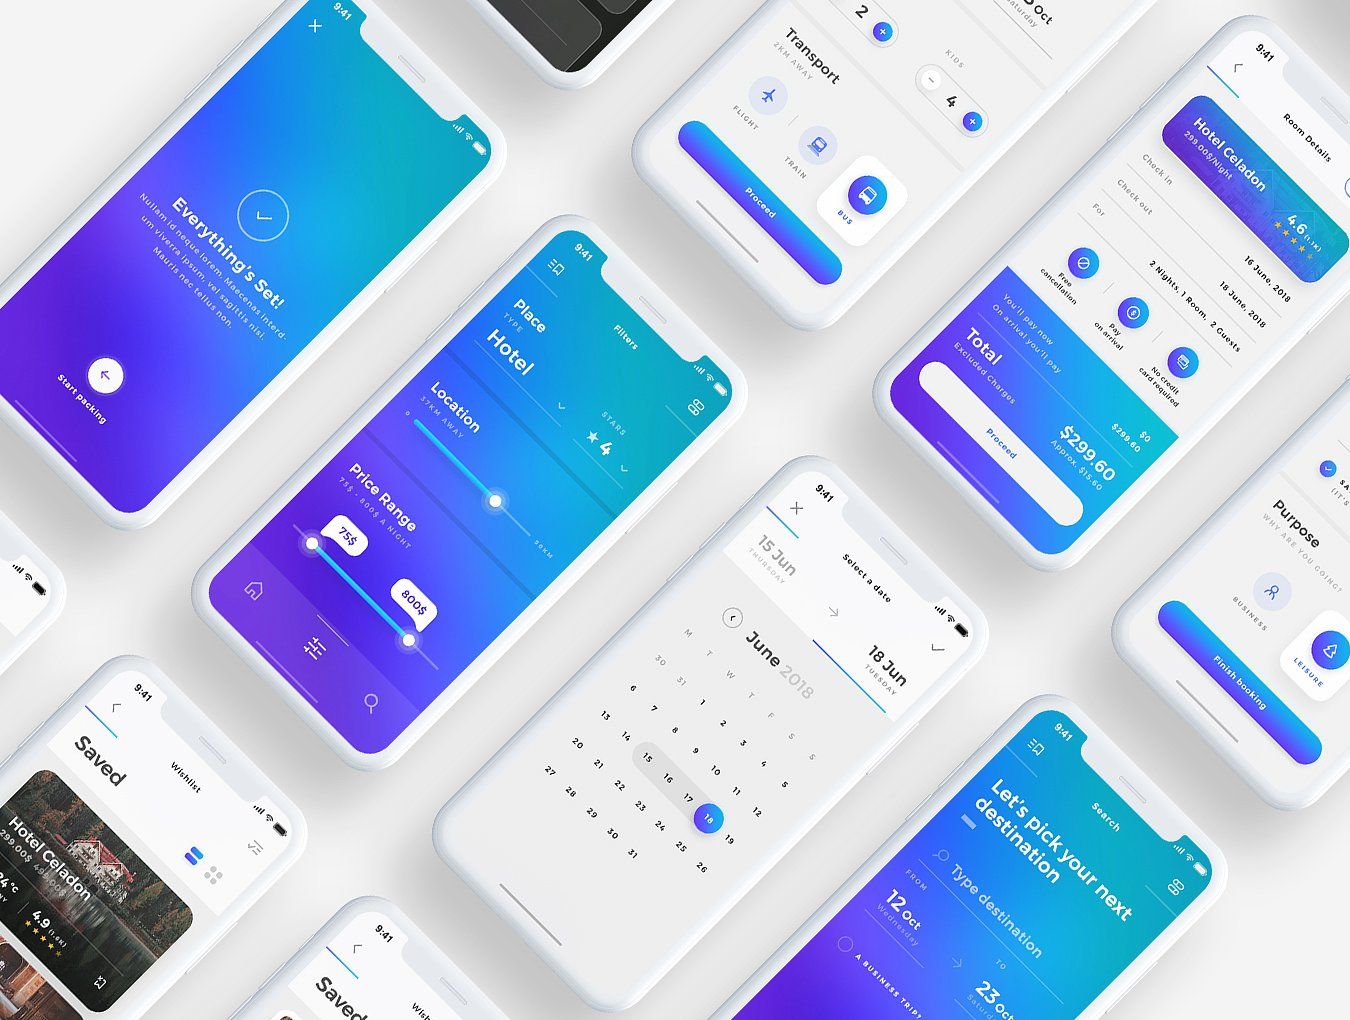 9:41
Everything's Set!
Nullam id neque lorem. Maecenas interd-
um viverra ipsum, vel sagittis nisl.
Mauris nec tellus non.
Start packing
9:41
Filters
Place
TYPE
Hotel
STARS
4
Location
37KM AWAY
0
50KM
Price Range
75$ - 800$ A NIGHT
75$
800$
2
Oct
Saturday
KIDS
4
Transport
2KM AWAY
FLIGHT
TRAIN
BUS
Proceed
9:41
Room Details
Hotel Celadon
299.00$/Night
4.6
Check in
16 June, 2018
Check out
18 June, 2018
For
2 Nights, 1 Room, 2 Guests
Free
cancellation
Pay
on arrival
No credit
card required
You'll pay now
$0
On arrival you'll pay
$299.60
Total
$299.60
Excluded Charges
Approx. $15.60
Proceed
9:41
Select a date
15 Jun
THURSDAY
18 Jun
TUESDAY
June 2018
M T W T F S S
30 31 1 2 3 4 5
6 7 8 9 10 11 12
13 14 15 16 17 18 19
20 21 22 23 24 25 26
27 28 29 30 31
Purpose
WHY ARE YOU GOING?
BUSINESS
LEISURE
Finish booking
9:41
Wishlist
Saved
Hotel Celadon
299.00$
4.9 (1.6K)
9:41
Wishlist
Saved
9:41
Search
Let's pick your next
destination
Type destination
FROM
12 Oct
Wednesday
TO
23 Oct
A BUSINESS TRIP?